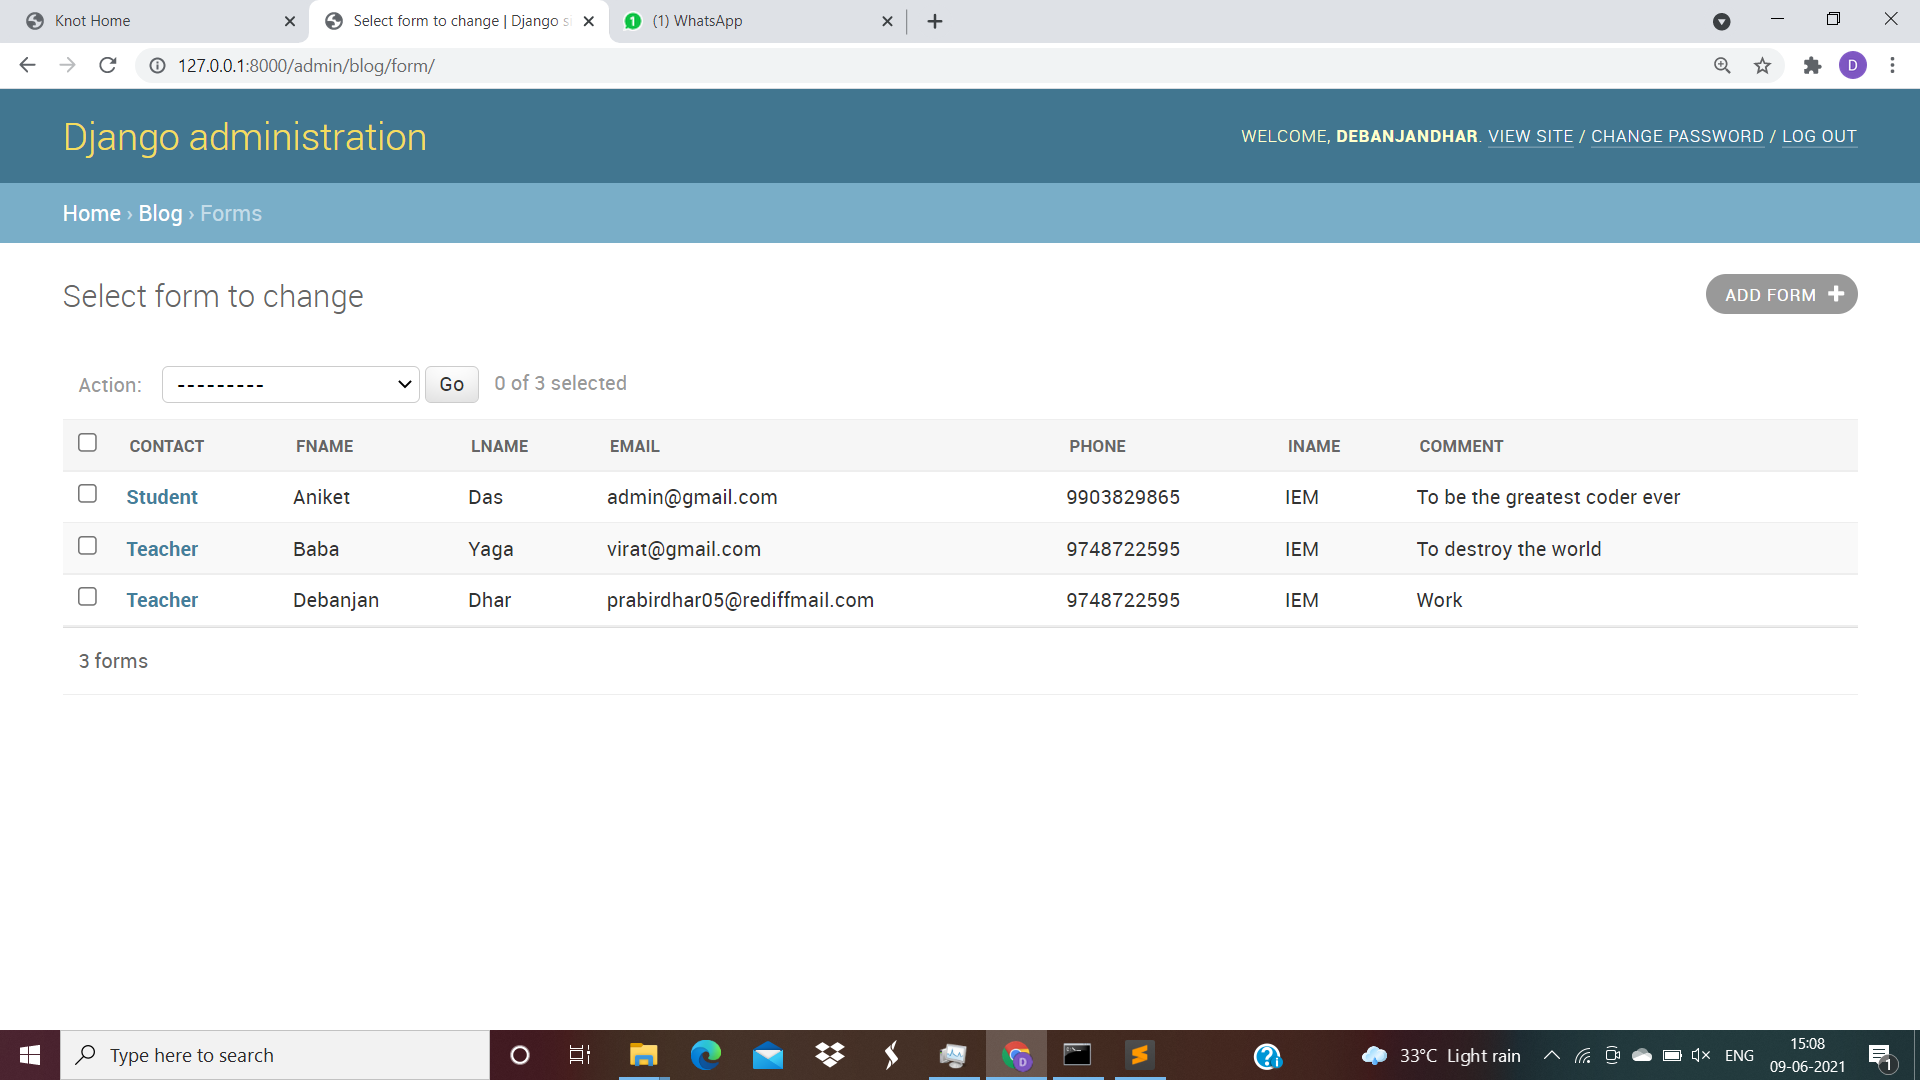 Knot Home
Select form to change | Django si
1
(1) WhatsApp
127.0.0.1:8000/admin/blog/form/
D
Django administration
WELCOME, DEBANJANDHAR. VIEW SITE / CHANGE PASSWORD / LOG OUT
Home › Blog › Forms
Select form to change
ADD FORM
Action: --------- Go 0 of 3 selected
CONTACT FNAME LNAME EMAIL PHONE INAME COMMENT
Student Aniket Das admin@gmail.com 9903829865 IEM To be the greatest coder ever
Teacher Baba Yaga virat@gmail.com 9748722595 IEM To destroy the world
Teacher Debanjan Dhar prabirdhar05@rediffmail.com 9748722595 IEM Work
3 forms
Type here to search
D
33°C Light rain
ENG
15:08
09-06-2021
1